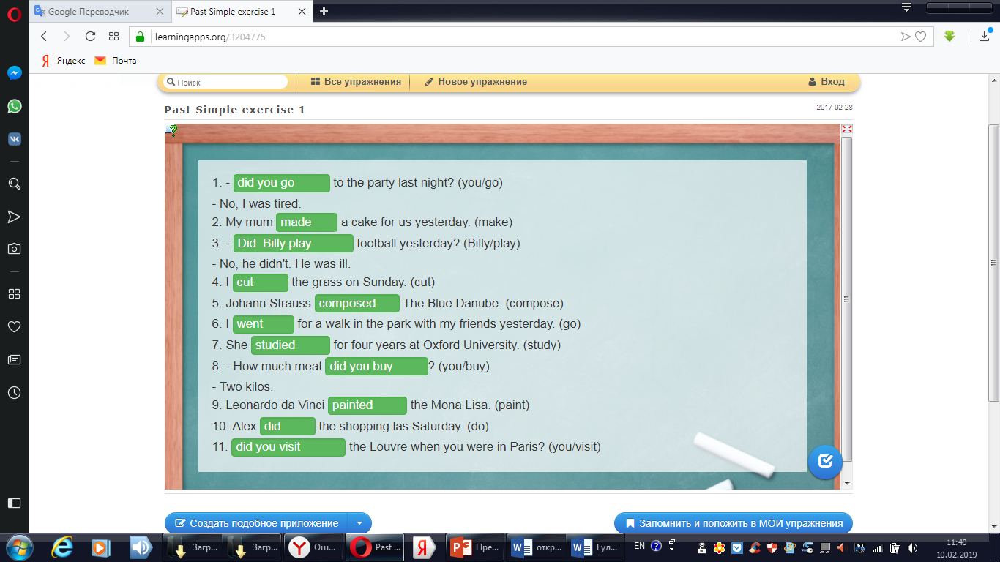 Google Переводчик
Past Simple exercise 1
learningapps.org/3204775
Яндекс
Почта
Поиск
Все упражнения
Новое упражнение
Вход
Past Simple exercise 1
2017-02-28
1. - did you go to the party last night? (you/go)
- No, I was tired.
2. My mum made a cake for us yesterday. (make)
3. - Did  Billy play football yesterday? (Billy/play)
- No, he didn't. He was ill.
4. I cut the grass on Sunday. (cut)
5. Johann Strauss composed The Blue Danube. (compose)
6. I went for a walk in the park with my friends yesterday. (go)
7. She studied for four years at Oxford University. (study)
8. - How much meat did you buy ? (you/buy)
- Two kilos.
9. Leonardo da Vinci painted the Mona Lisa. (paint)
10. Alex did the shopping las Saturday. (do)
11. did you visit the Louvre when you were in Paris? (you/visit)
Создать подобное приложение
Запомнить и положить в МОИ упражнения
Загр...
Загр...
Ош...
Past ...
Пре...
откр...
Гул...
EN
11:40
10.02.2019